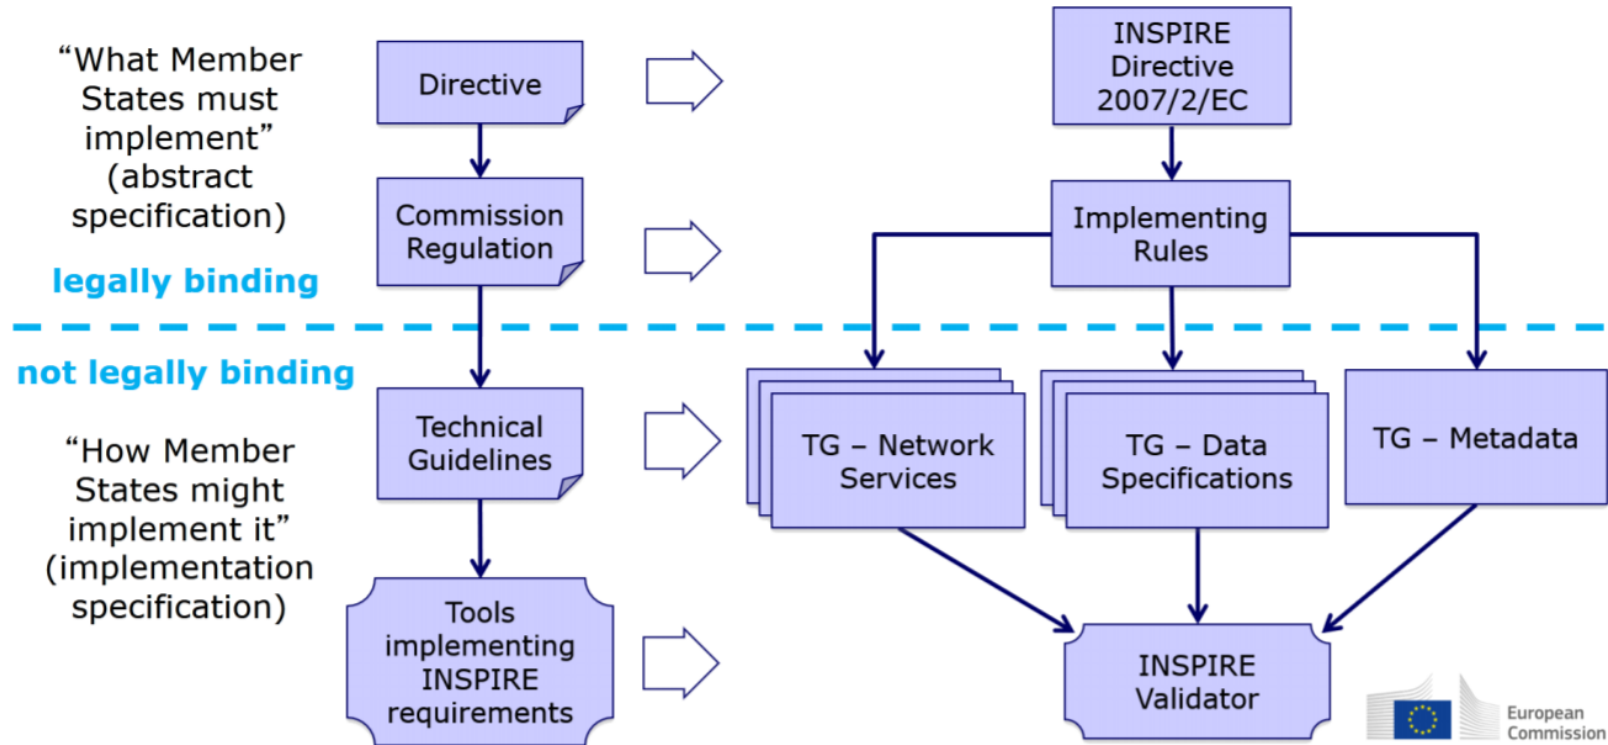 “What Member
States must
implement”
(abstract
specification)
legally binding
not legally binding
“How Member
States might
implement it”
(implementation
specification)
Directive
Commission
Regulation
Technical
Guidelines
Tools
implementing
INSPIRE
requirements
INSPIRE
Directive
2007/2/EC
Implementing
Rules
TG – Network
Services
TG – Data
Specifications
TG – Metadata
INSPIRE
Validator
European
Commission